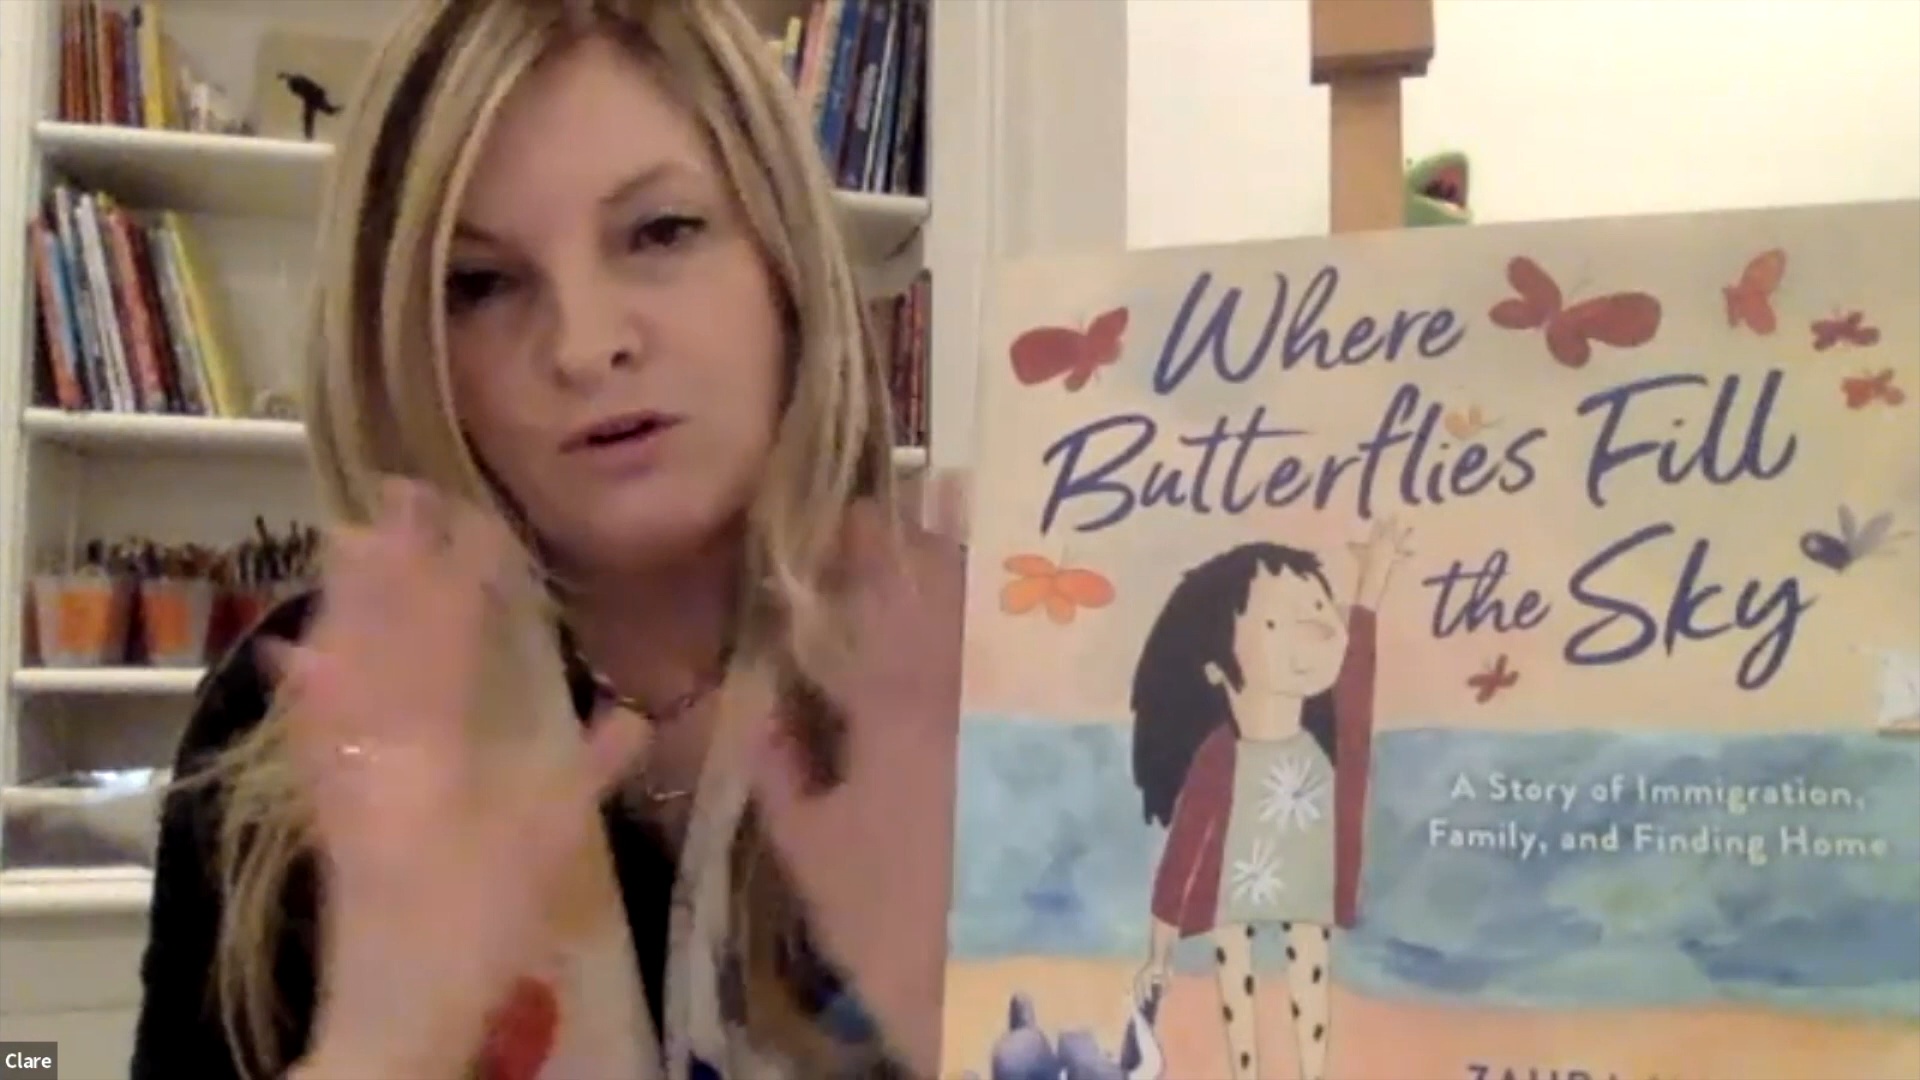 Where
Butterflies Fill
the Sky
A Story of Immigration,
Family, and Finding Home
Clare